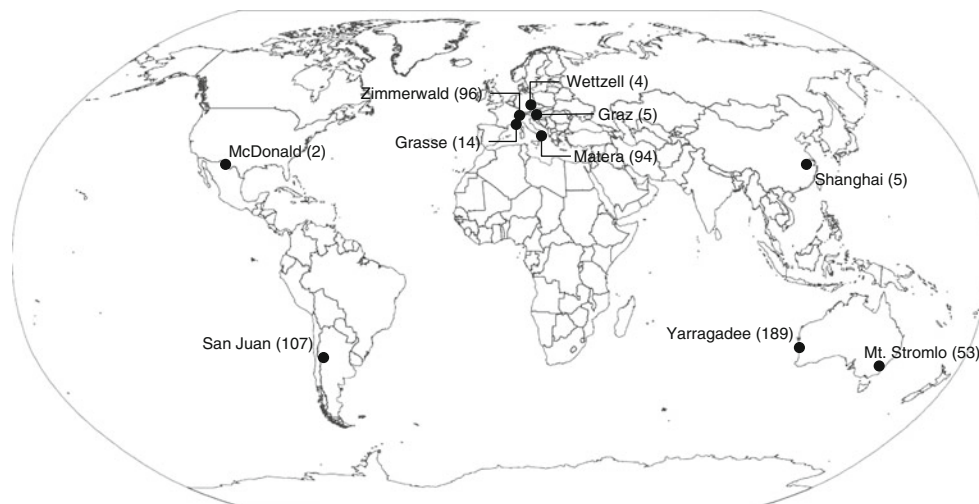 Wettzell (4)
Zimmerwald (96)
Graz (5)
Grasse (14)
Matera (94)
McDonald (2)
Shanghai (5)
San Juan (107)
Yarragadee (189)
Mt. Stromlo (53)